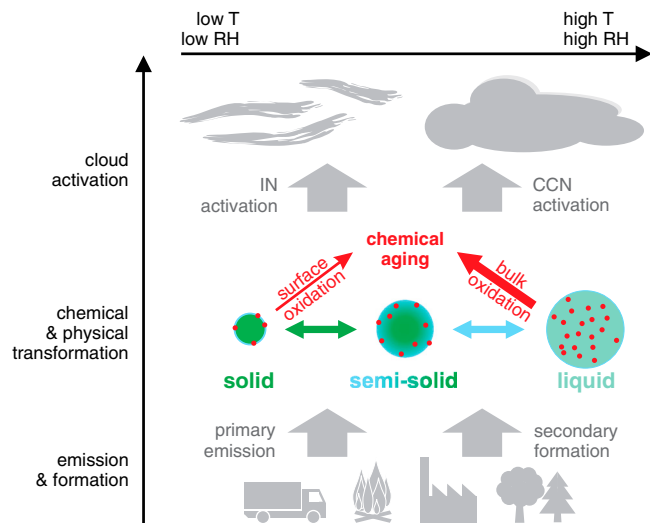 low T
low RH
high T
high RH
cloud
activation
IN
activation
CCN
activation
chemical
aging
surface
oxidation
bulk
oxidation
chemical
& physical
transformation
solid
semi-solid
liquid
primary
emission
secondary
formation
emission
& formation